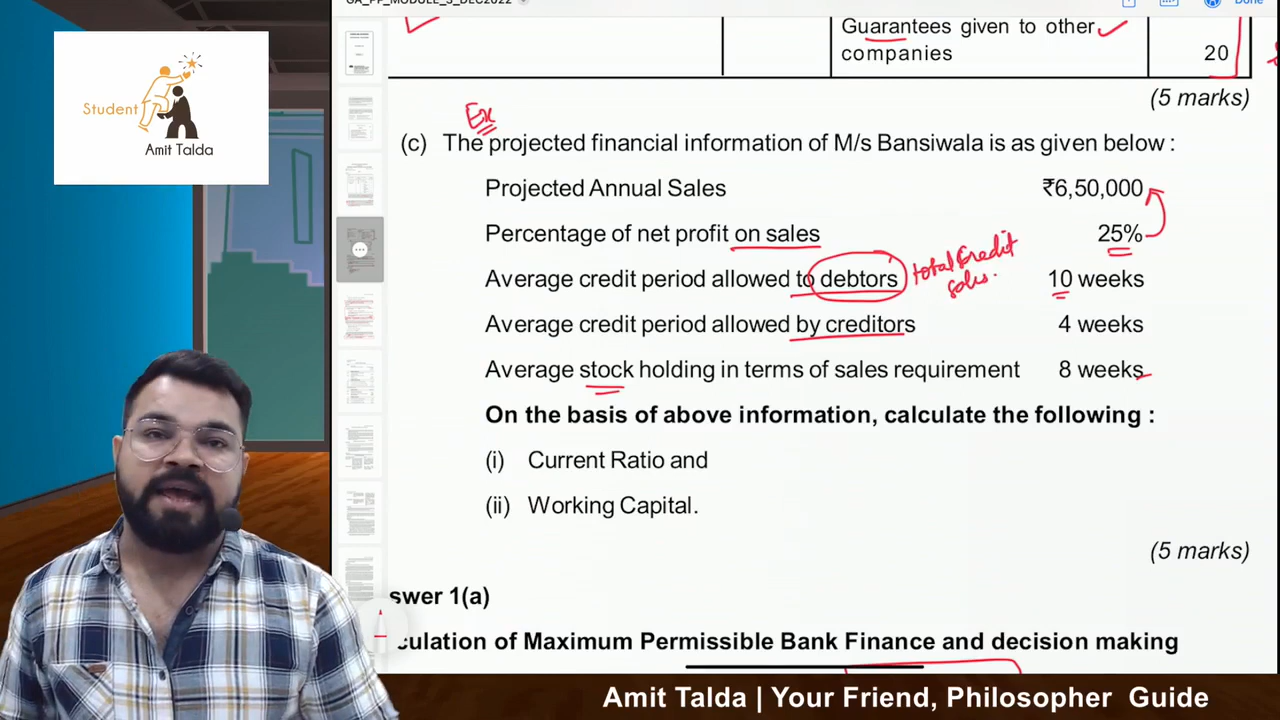 GA_PP_MODULE_3_DEC2022
Done
Student
Amit Talda
Guarantees given to other
companies
20
(5 marks)
Ex
(c) The projected financial information of M/s Bansiwala is as given below :
Projected Annual Sales ₹6,50,000
Percentage of net profit on sales 25%
Average credit period allowed to debtors total credit sales. 10 weeks
Average credit period allowed by creditors 4 weeks
Average stock holding in terms of sales requirement 8 weeks
On the basis of above information, calculate the following :
(i) Current Ratio and
(ii) Working Capital.
(5 marks)
swer 1(a)
culation of Maximum Permissible Bank Finance and decision making
Amit Talda | Your Friend, Philosopher Guide